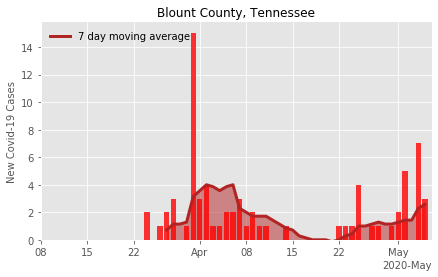 Blount County, Tennessee
7 day moving average
New Covid-19 Cases
14
12
10
8
6
4
2
0
08 15 22 Apr 08 15 22 May
2020-May